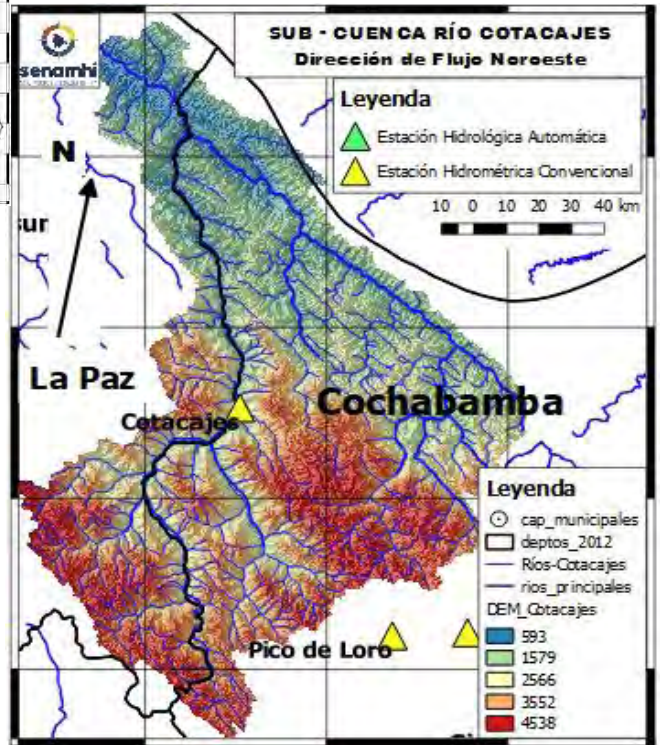 senamhi
SUB - CUENCA RÍO COTACAJES
Dirección de Flujo Noroeste
Leyenda
Estación Hidrológica Automática
Estación Hidrométrica Convencional
10 0 10 20 30 40 km
N
sur
La Paz
Cotacajes
Cochabamba
Pico de Loro
Leyenda
cap_municipales
deptos_2012
Ríos-Cotacajes
rios_principales
DEM_Cotacajes
593
1579
2566
3552
4538